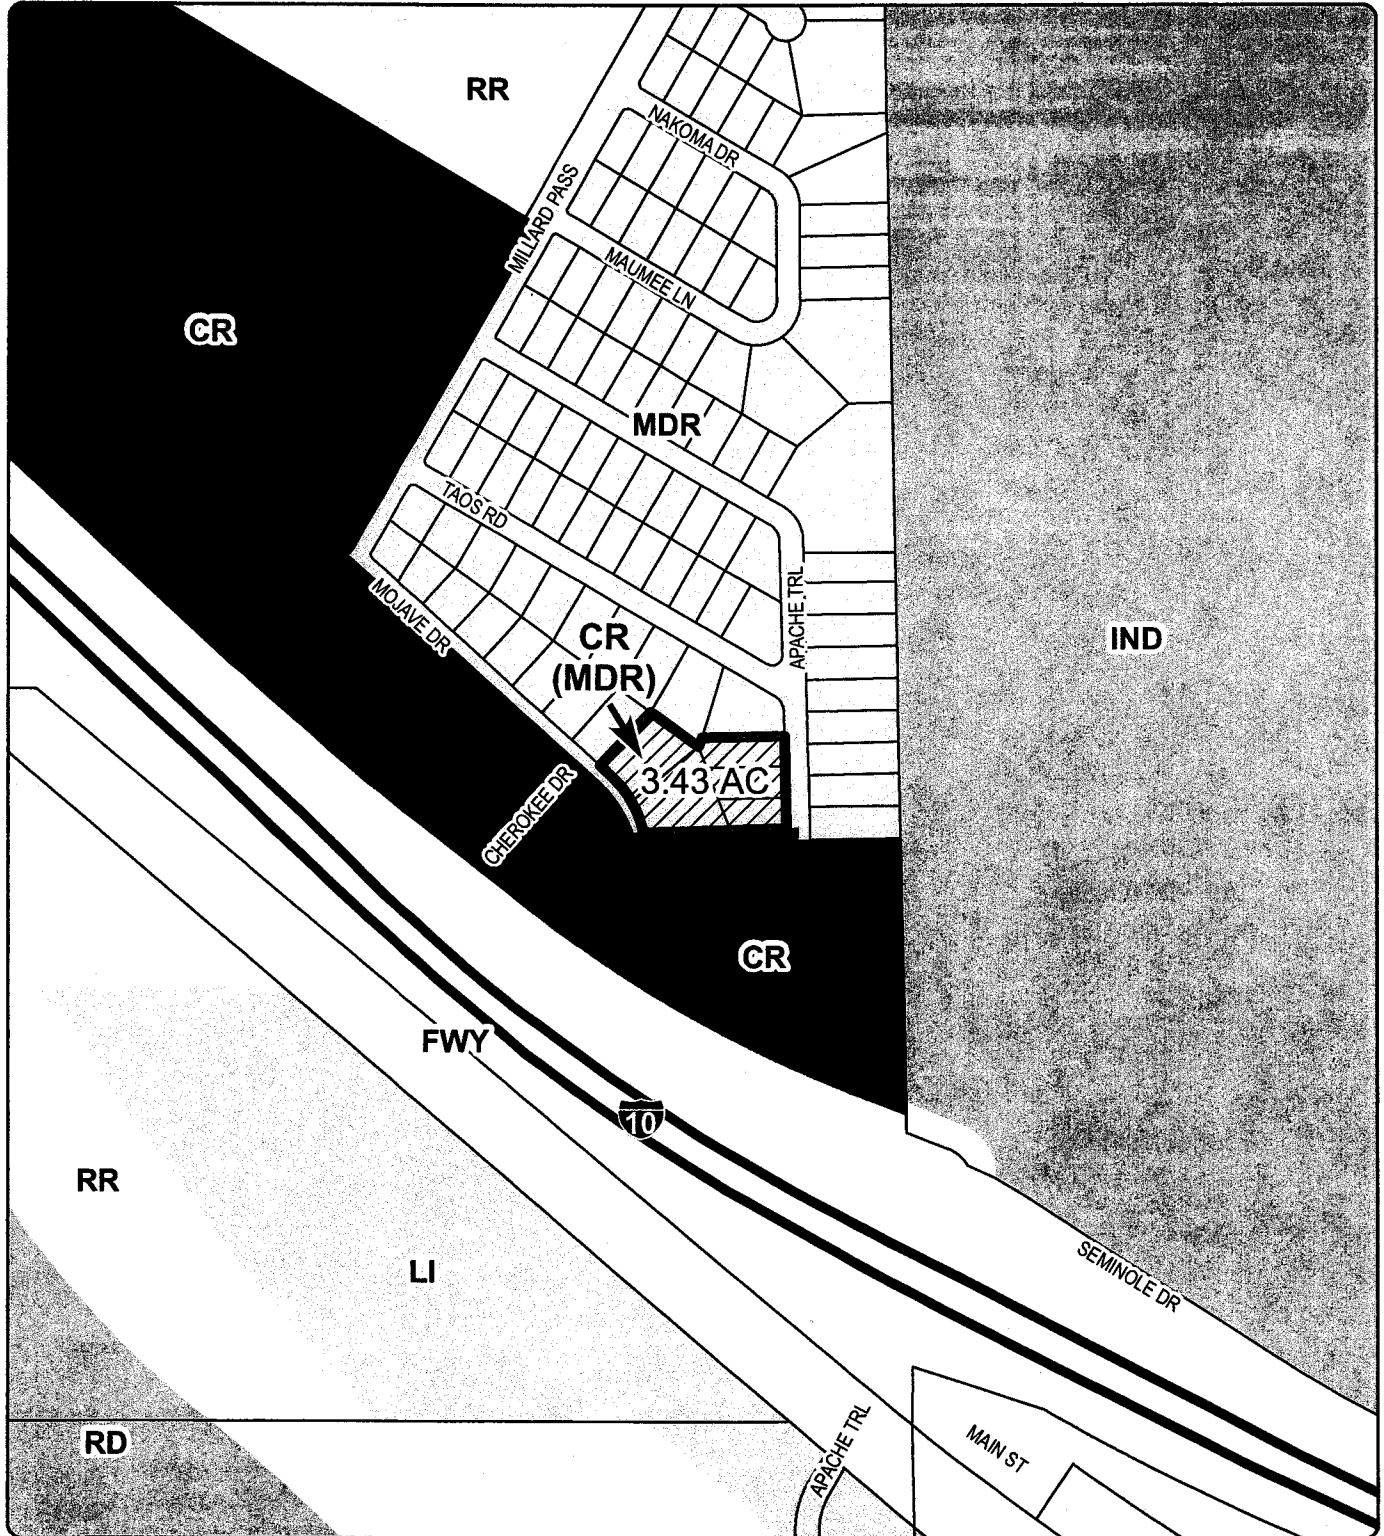 RR
NAKOMA DR
MILLARD PASS
MAUMEE LN
CR
MDR
TAOS RD
MOJAVE DR
APACHE TRL
CR
(MDR)
IND
3.43 AC
CHEROKEE DR
CR
FWY
10
RR
LI
SEMINOLE DR
RD
APACHE TRL
MAIN ST